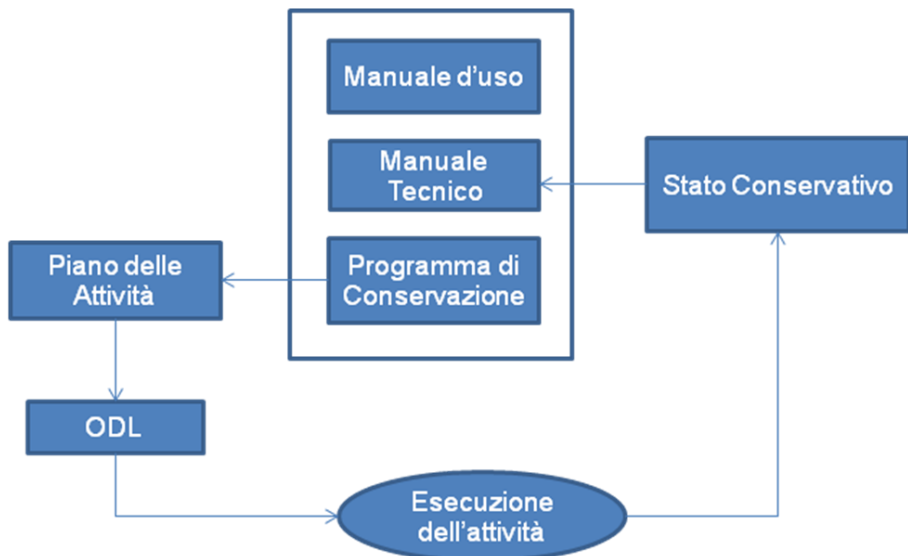 Manuale d'uso
Manuale
Tecnico
Stato Conservativo
Programma di
Conservazione
Piano delle
Attività
ODL
Esecuzione
dell'attività